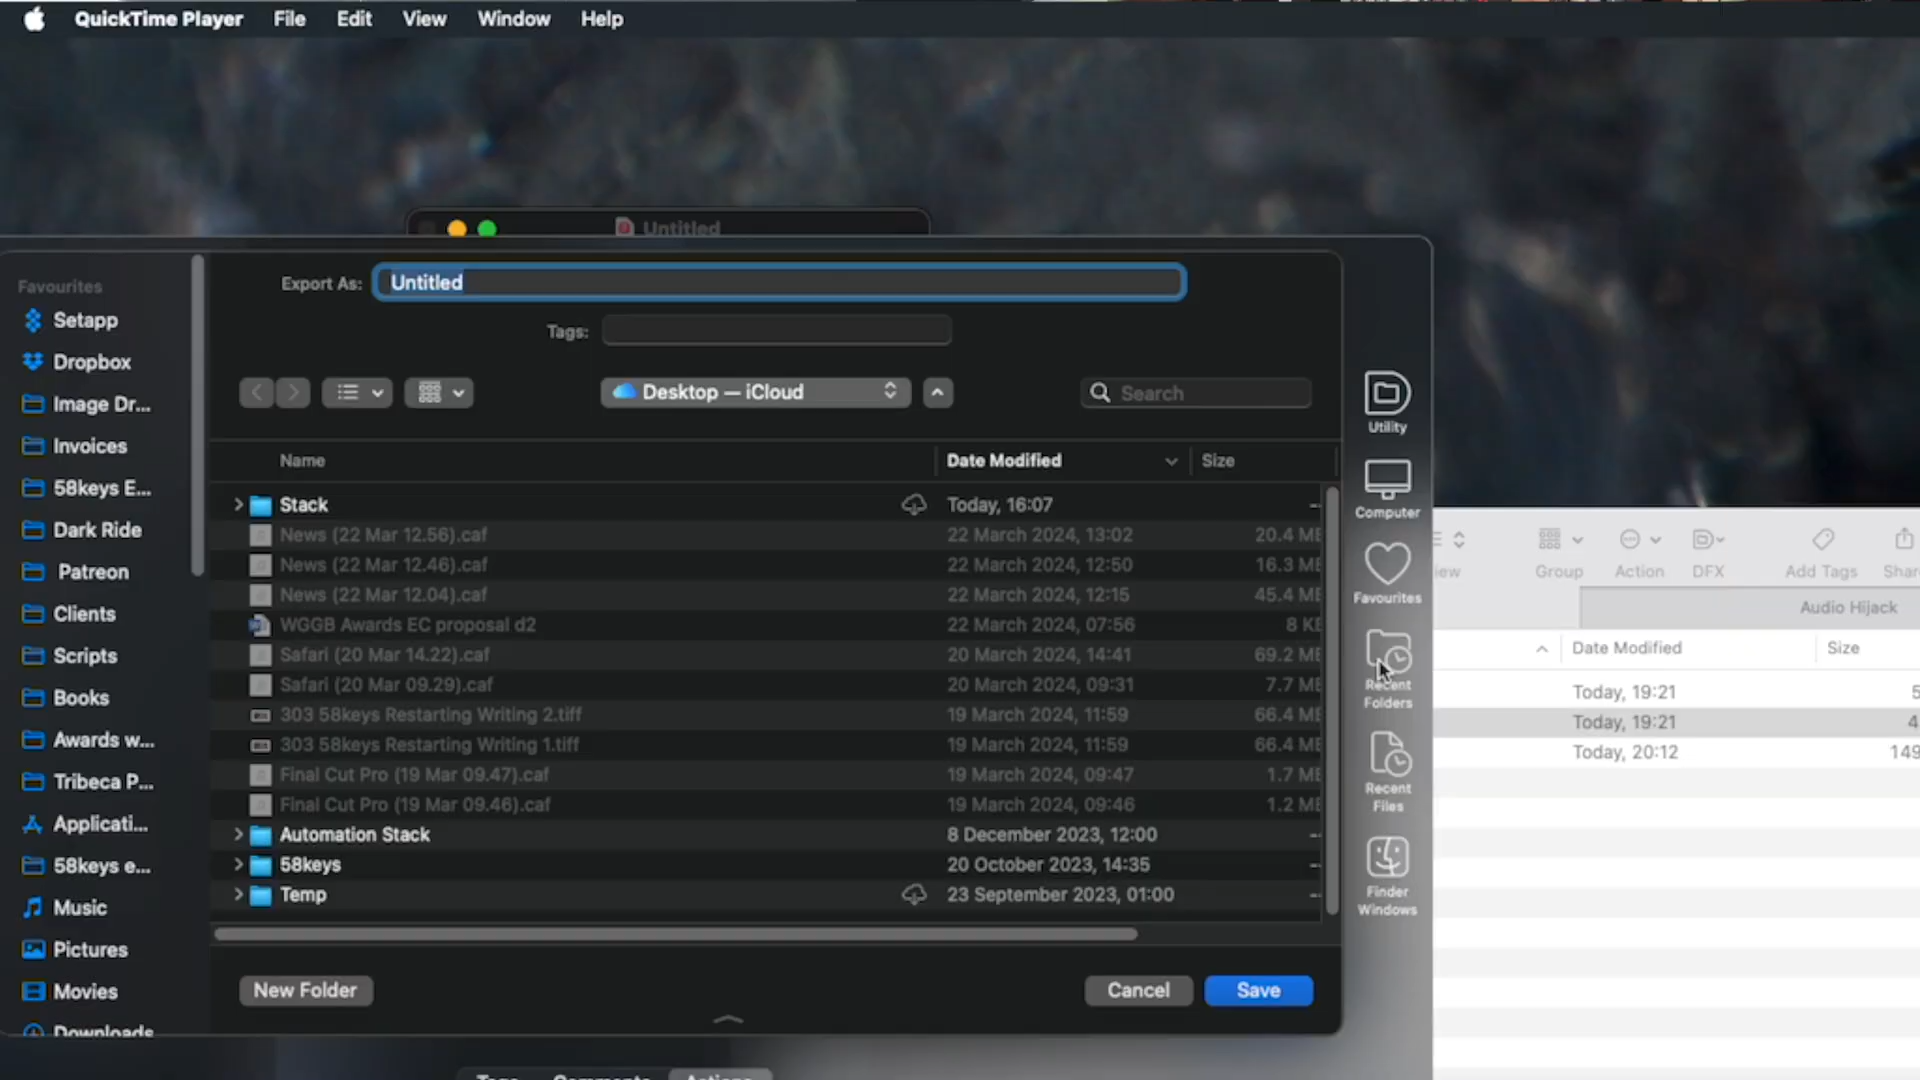 QuickTime Player File Edit View Window Help
Untitled
Export As: Untitled
Tags:
Desktop — iCloud
Search
Favourites
Setapp
Dropbox
Image Dr...
Invoices
58keys E...
Dark Ride
Patreon
Clients
Scripts
Books
Awards w...
Tribeca P...
Applicati...
58keys e...
Music
Pictures
Movies
Downloads
Name Date Modified Size
Stack Today, 16:07 --
News (22 Mar 12.56).caf 22 March 2024, 13:02 20.4 MB
News (22 Mar 12.46).caf 22 March 2024, 12:50 16.3 MB
News (22 Mar 12.04).caf 22 March 2024, 12:15 45.4 MB
WGGB Awards EC proposal d2 22 March 2024, 07:56 8 KB
Safari (20 Mar 14.22).caf 20 March 2024, 14:41 69.2 MB
Safari (20 Mar 09.29).caf 20 March 2024, 09:31 7.7 MB
303 58keys Restarting Writing 2.tiff 19 March 2024, 11:59 66.4 MB
303 58keys Restarting Writing 1.tiff 19 March 2024, 11:59 66.4 MB
Final Cut Pro (19 Mar 09.47).caf 19 March 2024, 09:47 1.7 MB
Final Cut Pro (19 Mar 09.46).caf 19 March 2024, 09:46 1.2 MB
Automation Stack 8 December 2023, 12:00 --
58keys 20 October 2023, 14:35 --
Temp 23 September 2023, 01:00 --
New Folder Cancel Save
Utility
Computer
Favourites
Recent
Folders
Recent
Files
Finder
Windows
iew Group Action DFX Add Tags Shar
Audio Hijack
Date Modified Size
Today, 19:21 5
Today, 19:21 4
Today, 20:12 149
Tags Comments Actions